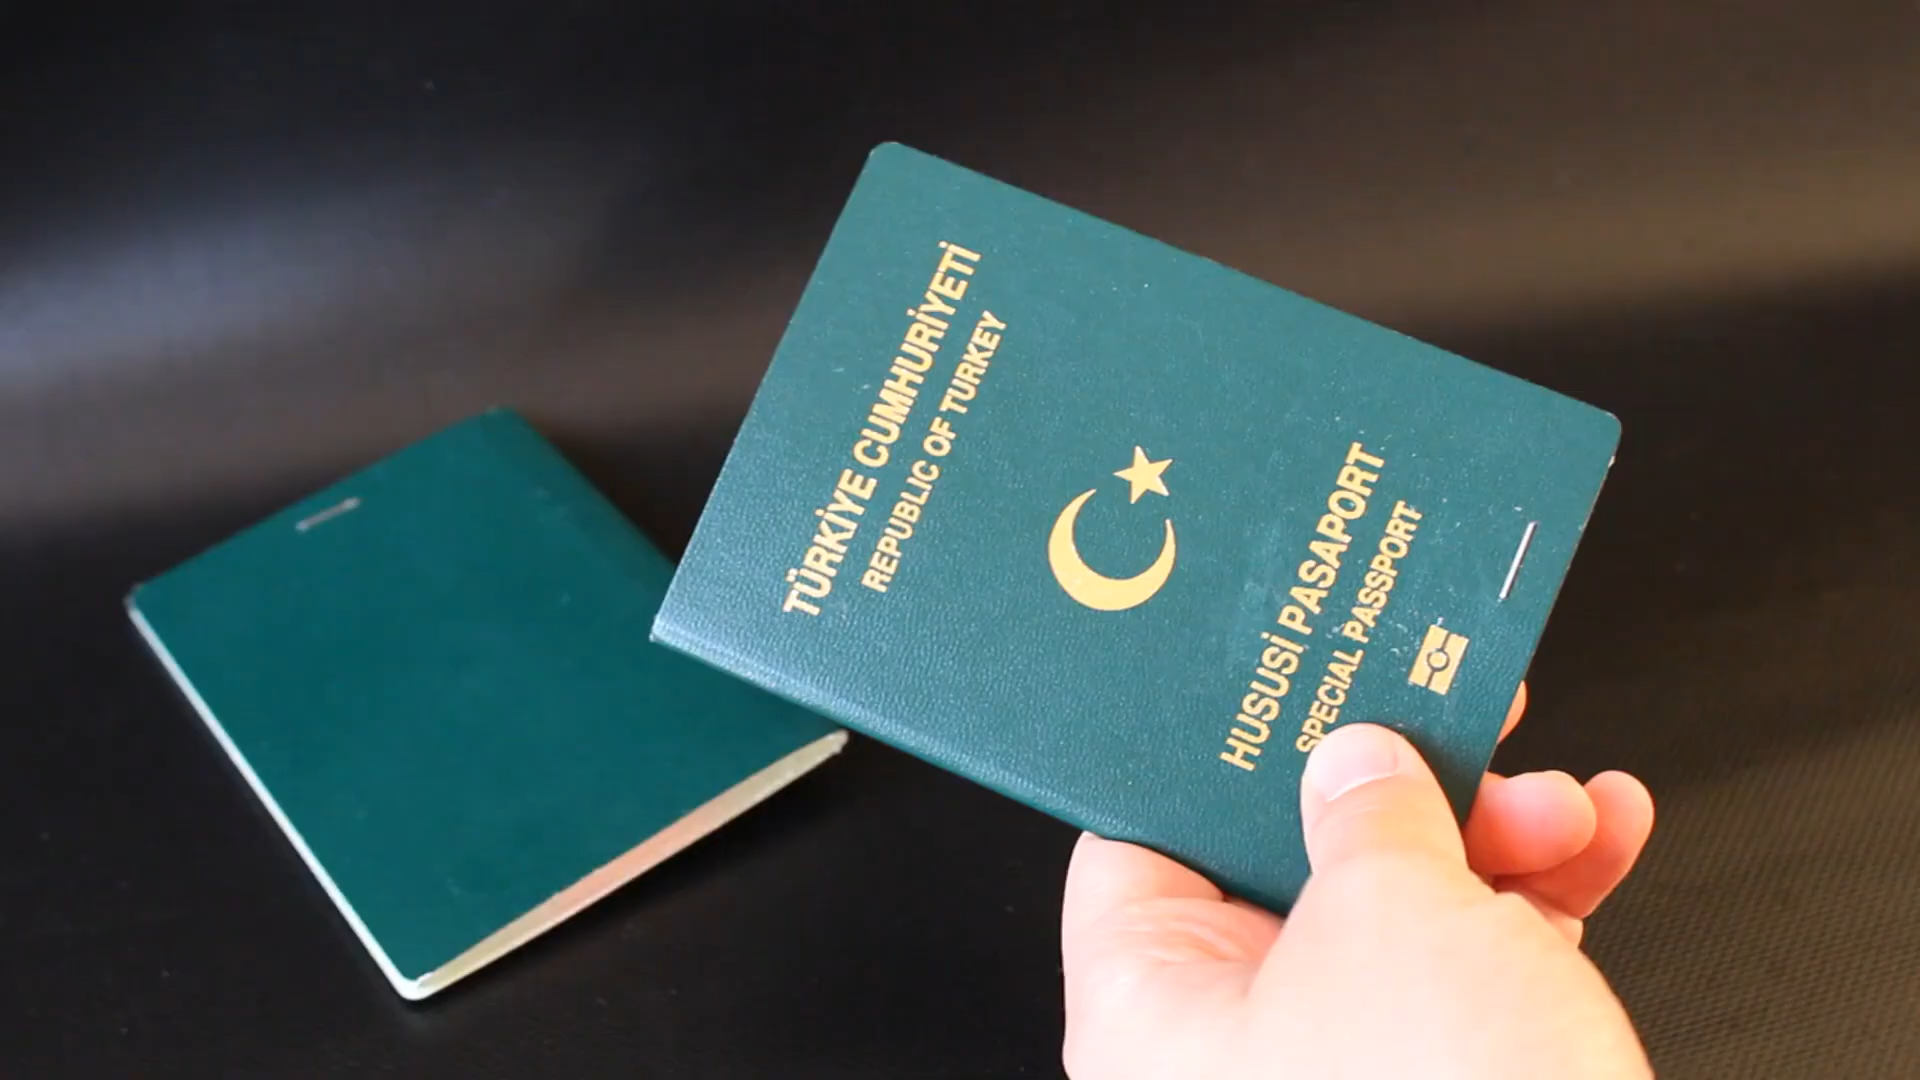 TÜRKİYE CUMHURİYETİ
REPUBLIC OF TURKEY
HUSUSİ PASAPORT
SPECIAL PASSPORT